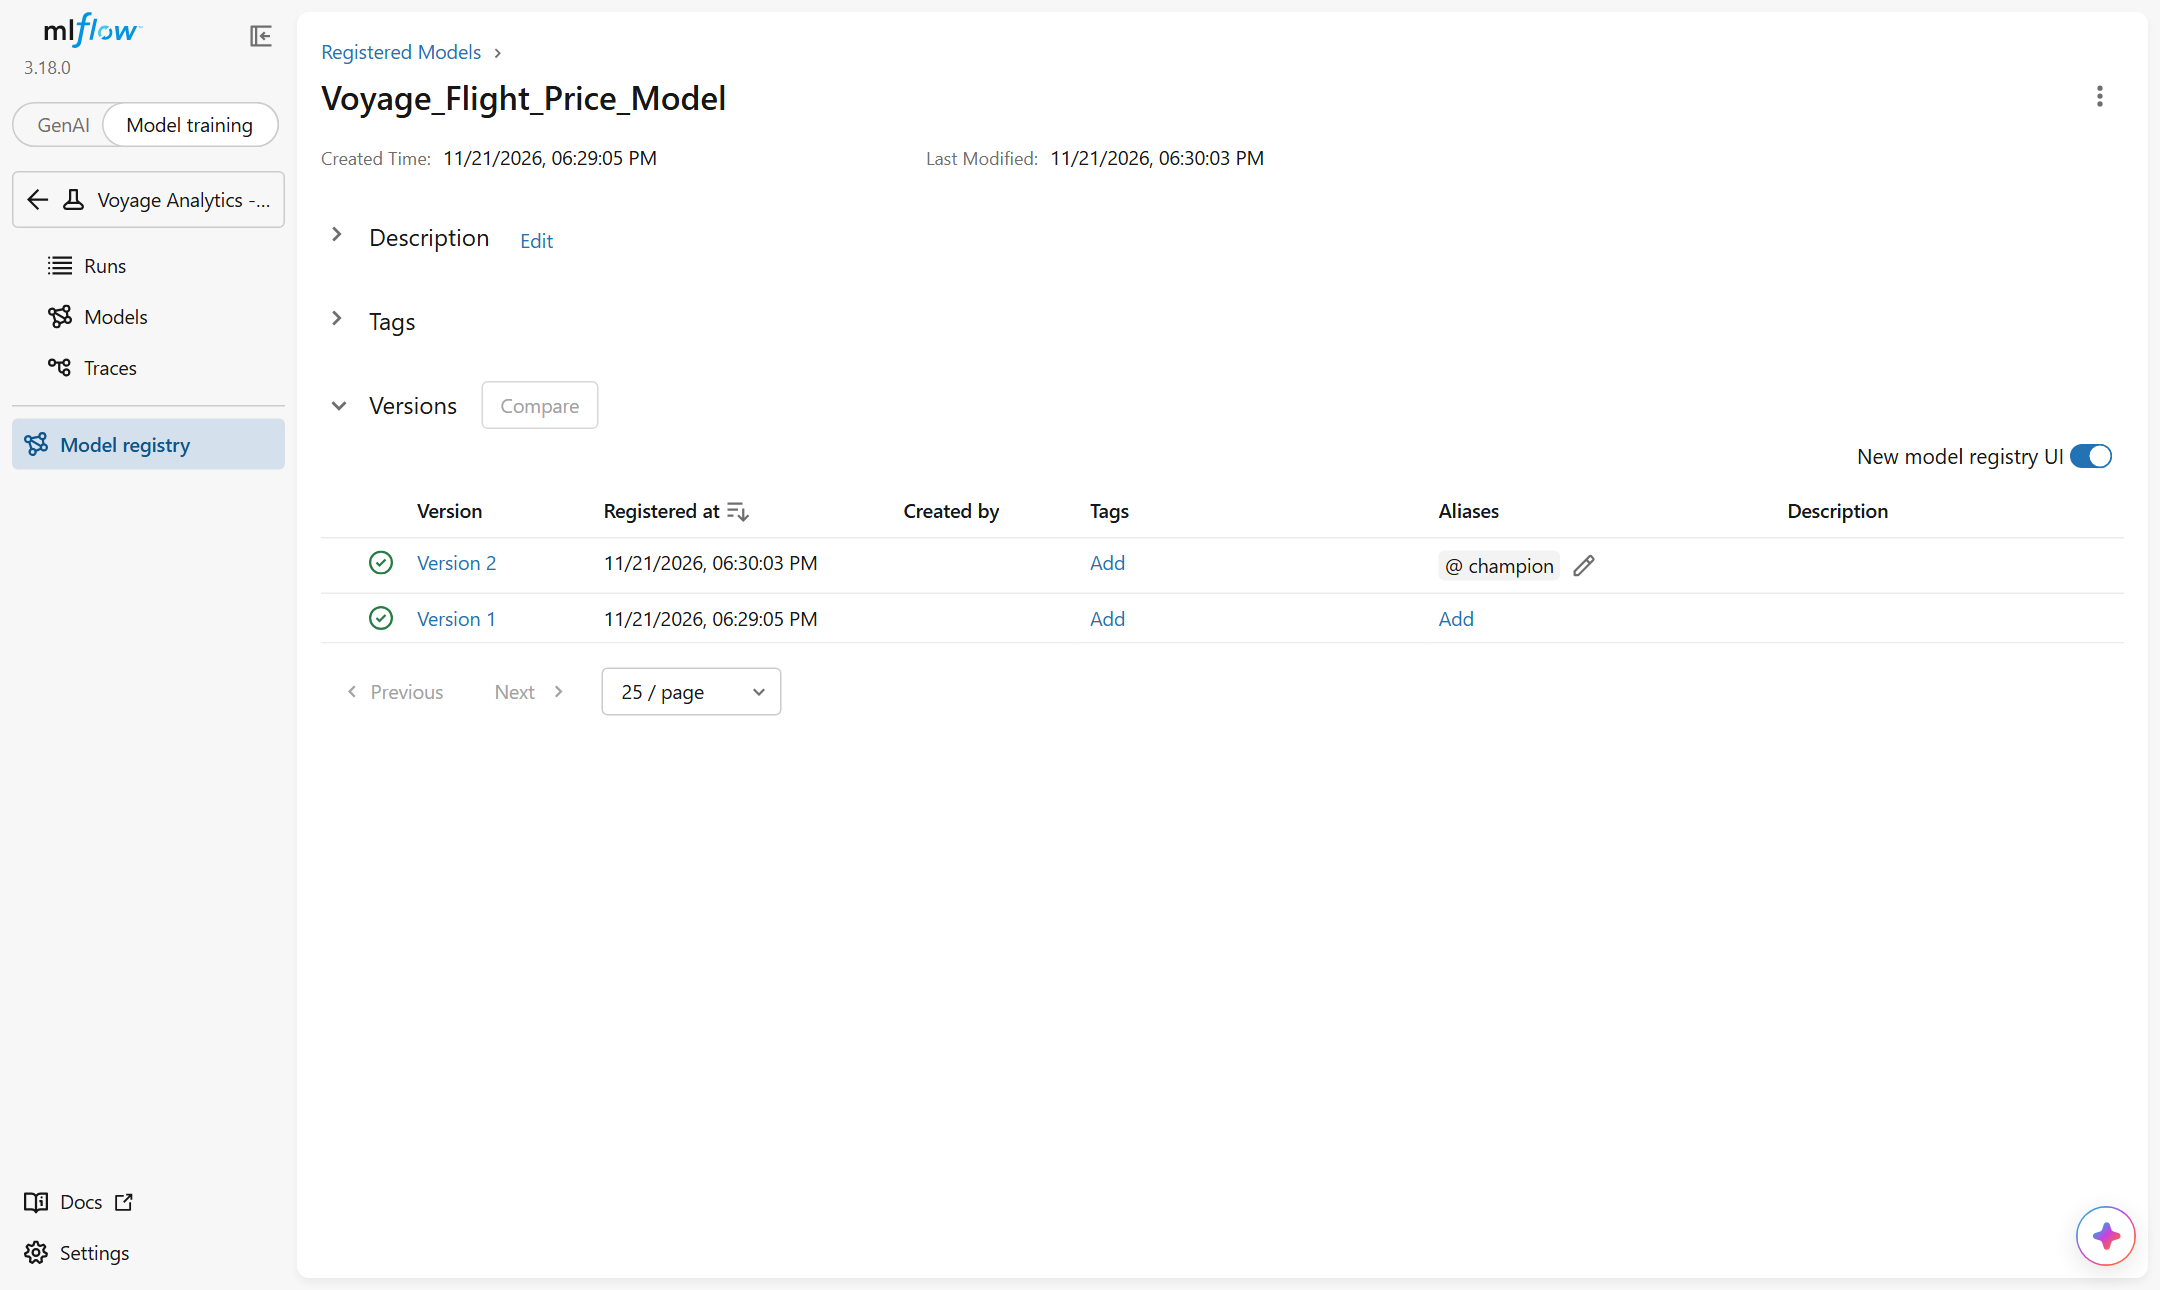 mlflow
3.18.0
GenAI
Model training
Voyage Analytics -...
Runs
Models
Traces
Model registry
Docs
Settings
Registered Models
Voyage_Flight_Price_Model
Created Time: 11/21/2026, 06:29:05 PM
Last Modified: 11/21/2026, 06:30:03 PM
Description Edit
Tags
Versions Compare
New model registry UI
Version Registered at Created by Tags Aliases Description
Version 2 11/21/2026, 06:30:03 PM Add @ champion
Version 1 11/21/2026, 06:29:05 PM Add Add
Previous Next 25 / page